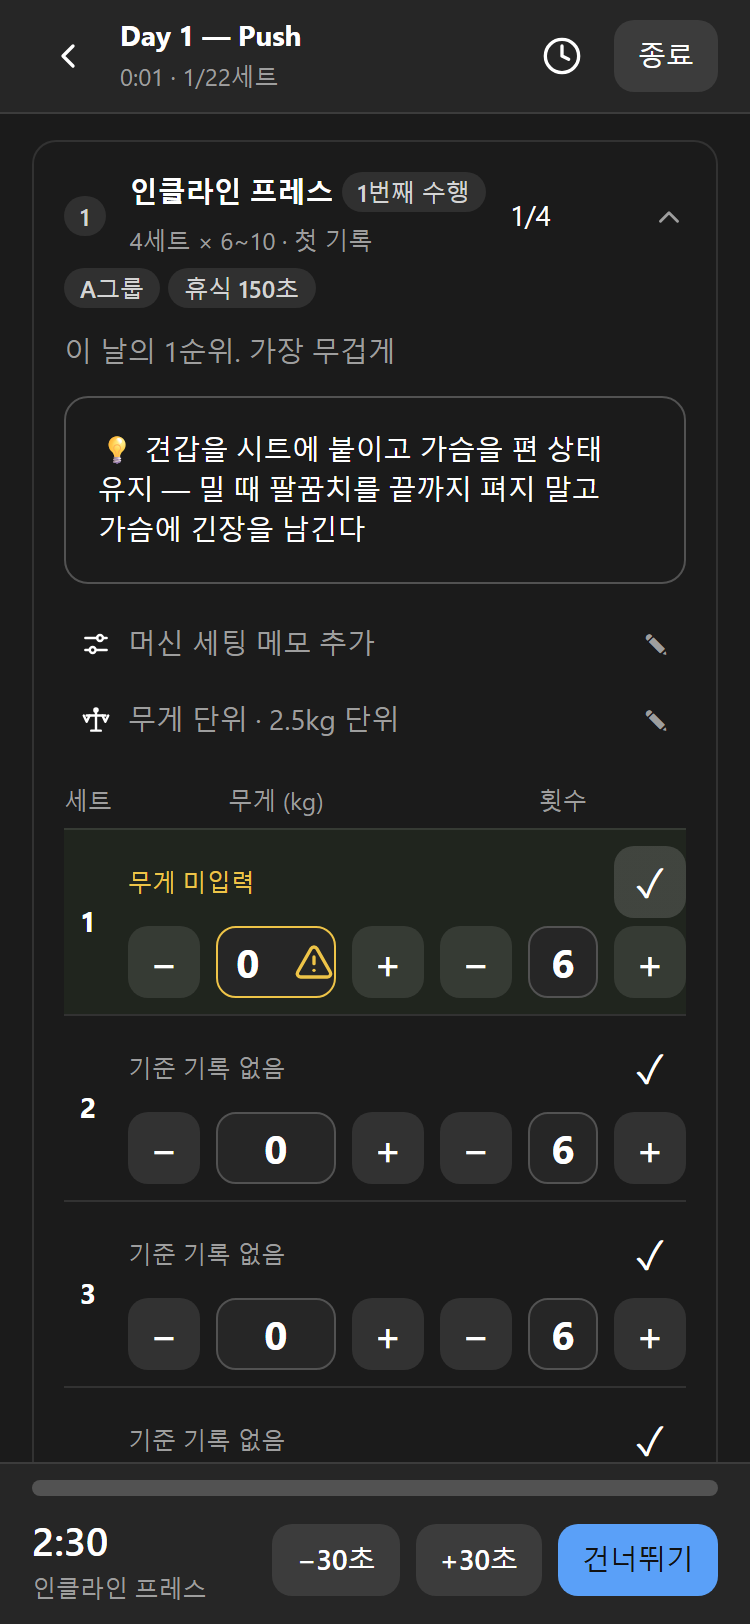 Day 1 — Push
0:01 · 1/22세트
종료
1
인클라인 프레스
1번째 수행
4세트 × 6~10 · 첫 기록
1/4
A그룹
휴식 150초
이 날의 1순위. 가장 무겁게
💡 견갑을 시트에 붙이고 가슴을 편 상태
유지 — 밀 때 팔꿈치를 끝까지 펴지 말고
가슴에 긴장을 남긴다
머신 세팅 메모 추가
무게 단위 · 2.5kg 단위
세트 무게 (kg) 횟수
무게 미입력 ✓
1
− 0 + − 6 +
기준 기록 없음 ✓
2
− 0 + − 6 +
기준 기록 없음 ✓
3
− 0 + − 6 +
기준 기록 없음 ✓
2:30
인클라인 프레스
−30초
+30초
건너뛰기